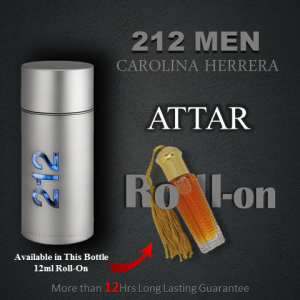 212 MEN
CAROLINA HERRERA
ATTAR
Roll-on
212
Available in This Bottle
12ml Roll-On
More than 12Hrs Long Lasting Guarantee